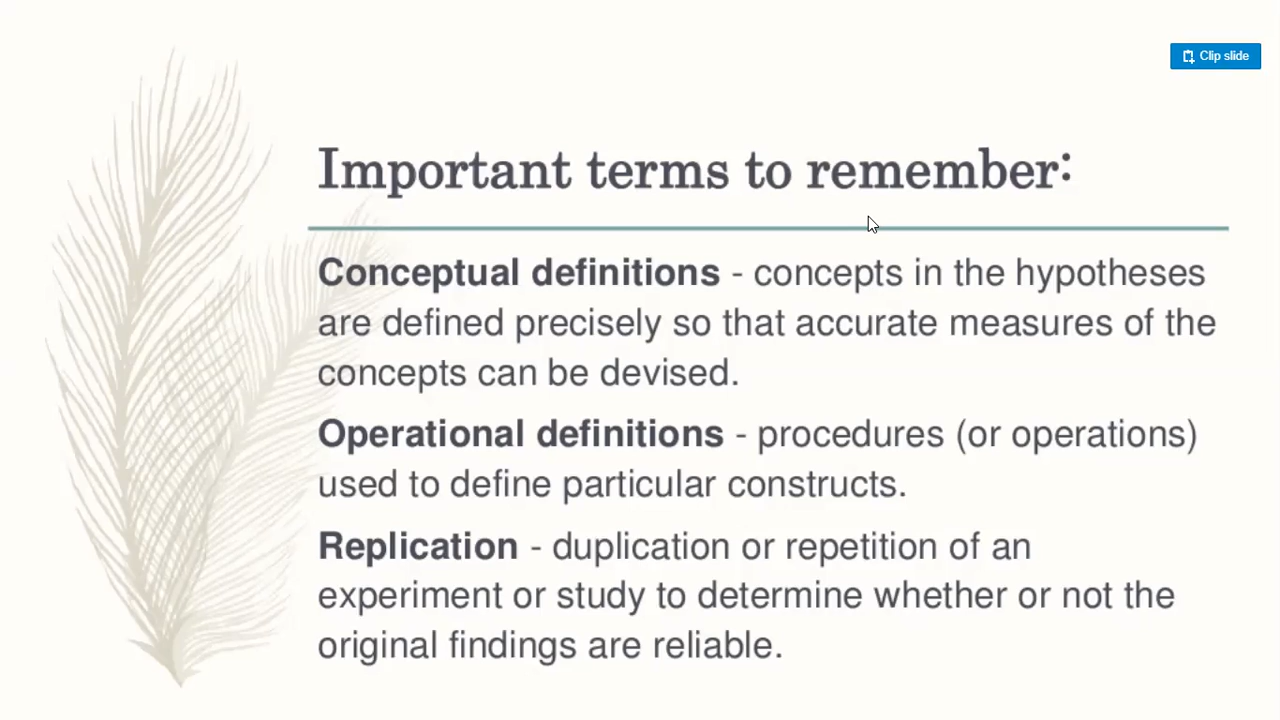 Clip slide
Important terms to remember:
Conceptual definitions - concepts in the hypotheses
are defined precisely so that accurate measures of the
concepts can be devised.
Operational definitions - procedures (or operations)
used to define particular constructs.
Replication - duplication or repetition of an
experiment or study to determine whether or not the
original findings are reliable.